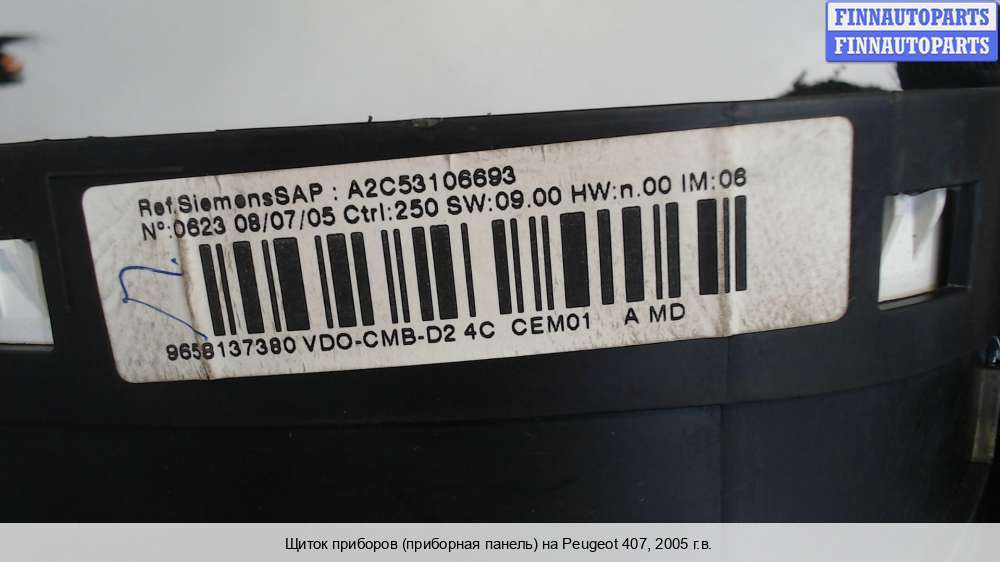 FINNAUTOPARTS
FINNAUTOPARTS
Ref.SiemensSAP : A2C53106693
Nº:0623 08/07/05 Ctrl:250 SW:09.00 HW:n.00 IM:06
9658137380 VDO-CMB-D2 4C CEM01 A MD
Щиток приборов (приборная панель) на Peugeot 407, 2005 г.в.